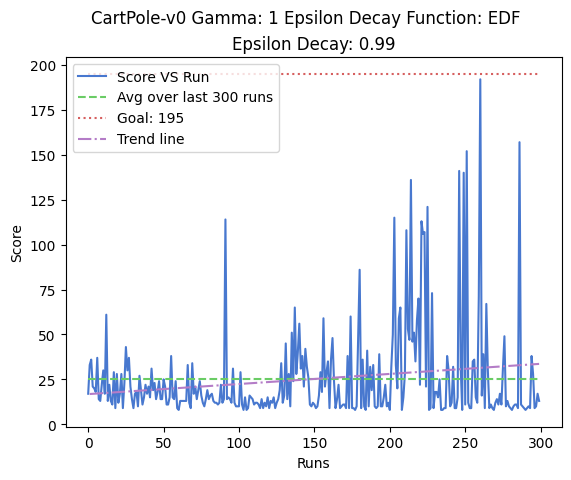 CartPole-v0 Gamma: 1 Epsilon Decay Function: EDF
Epsilon Decay: 0.99
Score VS Run
Avg over last 300 runs
Goal: 195
Trend line
Score
200
175
150
125
100
75
50
25
0
0 50 100 150 200 250 300
Runs